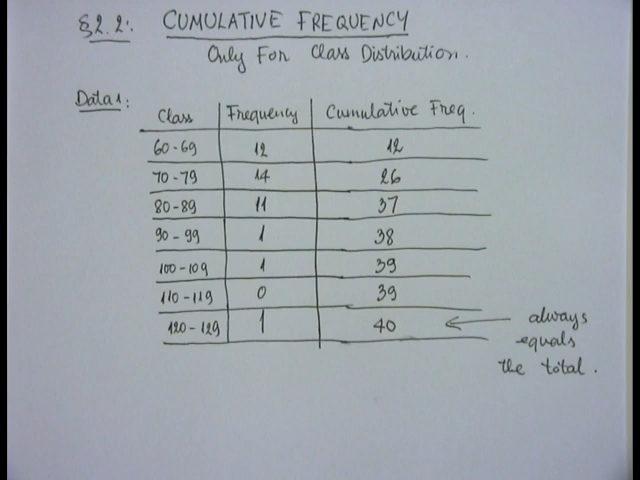 §2.2: CUMULATIVE FREQUENCY
Only For Class Distribution.
Data 1:
Class Frequency Cumulative Freq.
60-69 12 12
70-79 14 26
80-89 11 37
90-99 1 38
100-109 1 39
110-119 0 39
120-129 1 40 ← always
equals
the total.